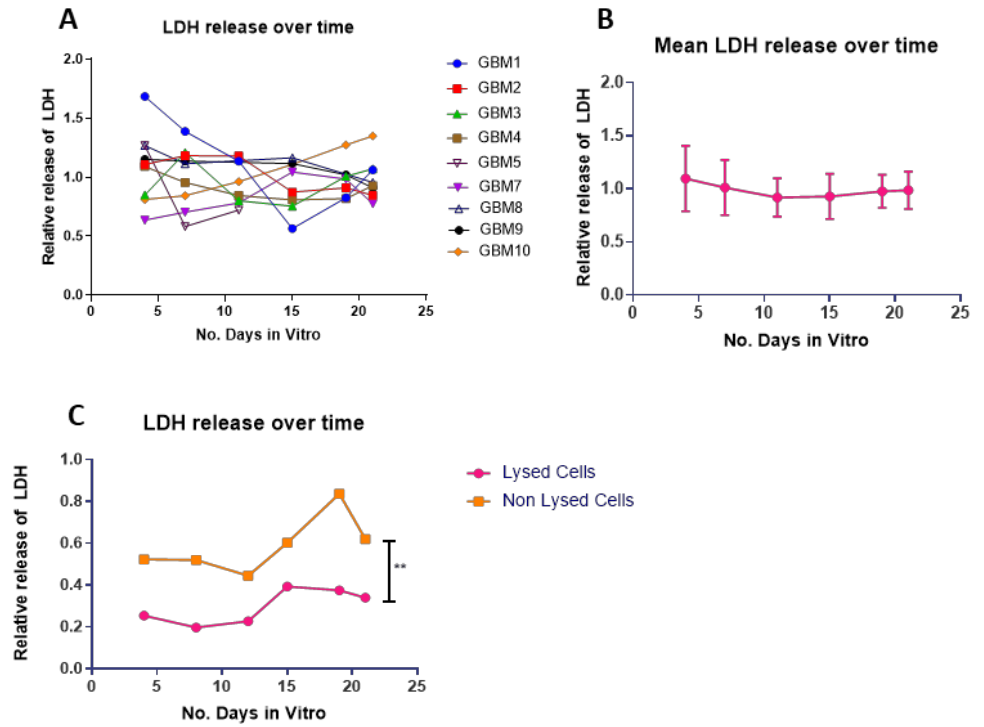 A
LDH release over time
Relative release of LDH
2.0
1.5
1.0
0.5
0.0
0 5 10 15 20 25
No. Days in Vitro
GBM1
GBM2
GBM3
GBM4
GBM5
GBM7
GBM8
GBM9
GBM10
B
Mean LDH release over time
Relative release of LDH
2.0
1.5
1.0
0.5
0.0
0 5 10 15 20 25
No. Days in Vitro
C
LDH release over time
Relative release of LDH
1.0
0.8
0.6
0.4
0.2
0.0
0 5 10 15 20 25
No. Days in Vitro
**
Lysed Cells
Non Lysed Cells